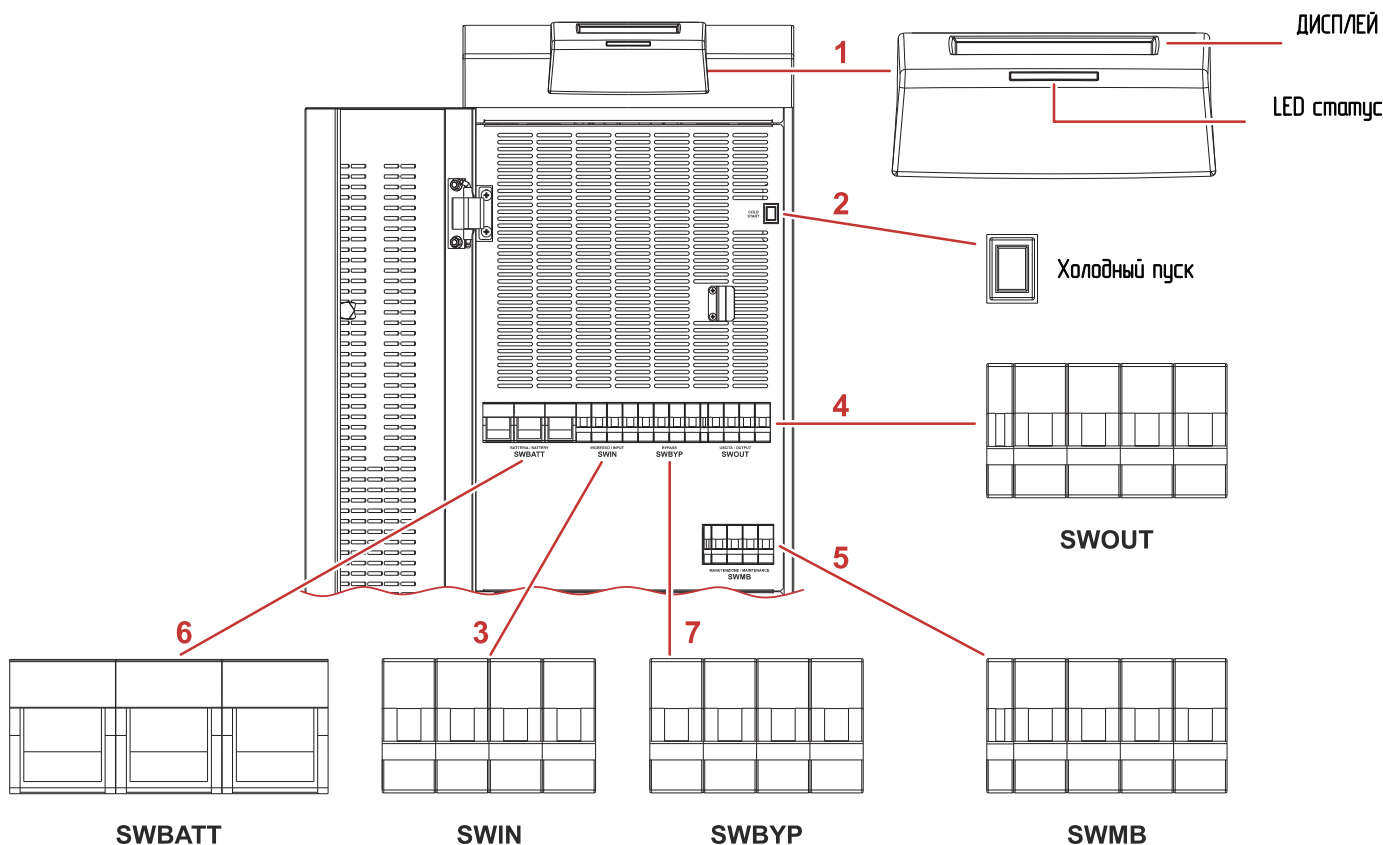 ДИСПЛЕЙ
1
LED статус
2
COLD
START
Холодный пуск
4
BATTERIA / BATTERY
SWBATT
INGRESSO / INPUT
SWIN
BYPASS
SWBYP
USCITA / OUTPUT
SWOUT
SWOUT
5
MANUTENZIONE / MAINTENANCE
SWMB
6
3
7
SWBATT
SWIN
SWBYP
SWMB